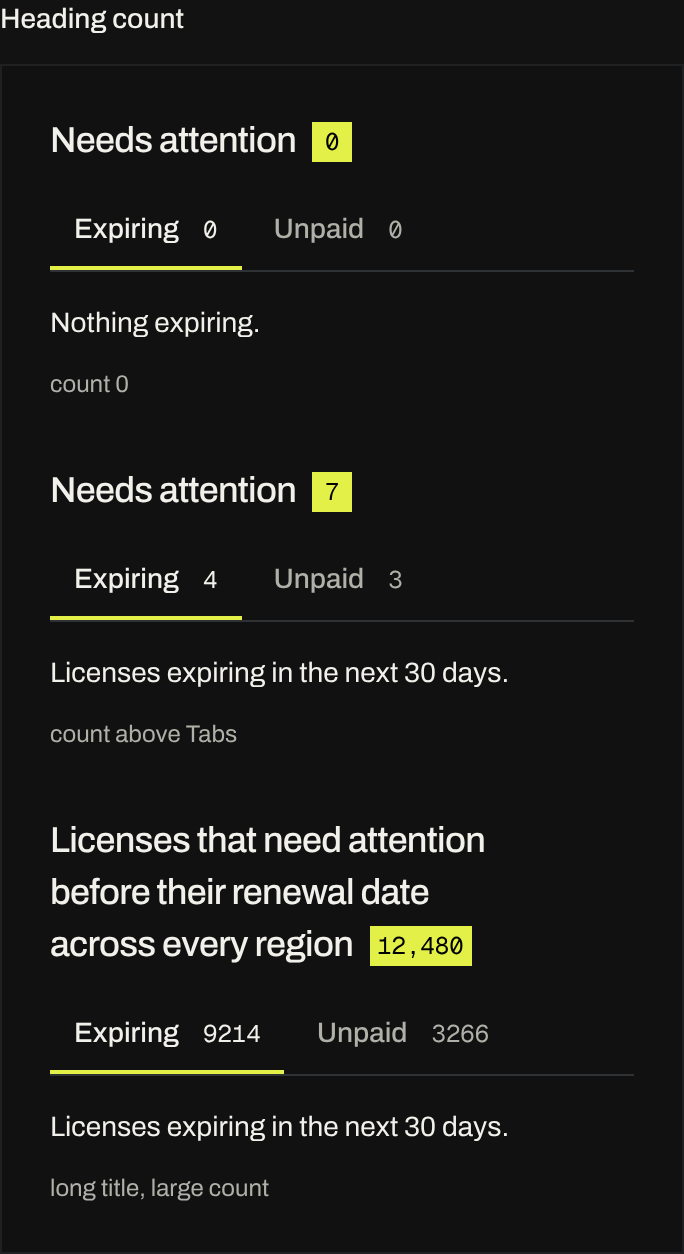 Heading count
Needs attention 0
Expiring 0 Unpaid 0
Nothing expiring.
count 0
Needs attention 7
Expiring 4 Unpaid 3
Licenses expiring in the next 30 days.
count above Tabs
Licenses that need attention
before their renewal date
across every region 12,480
Expiring 9214 Unpaid 3266
Licenses expiring in the next 30 days.
long title, large count